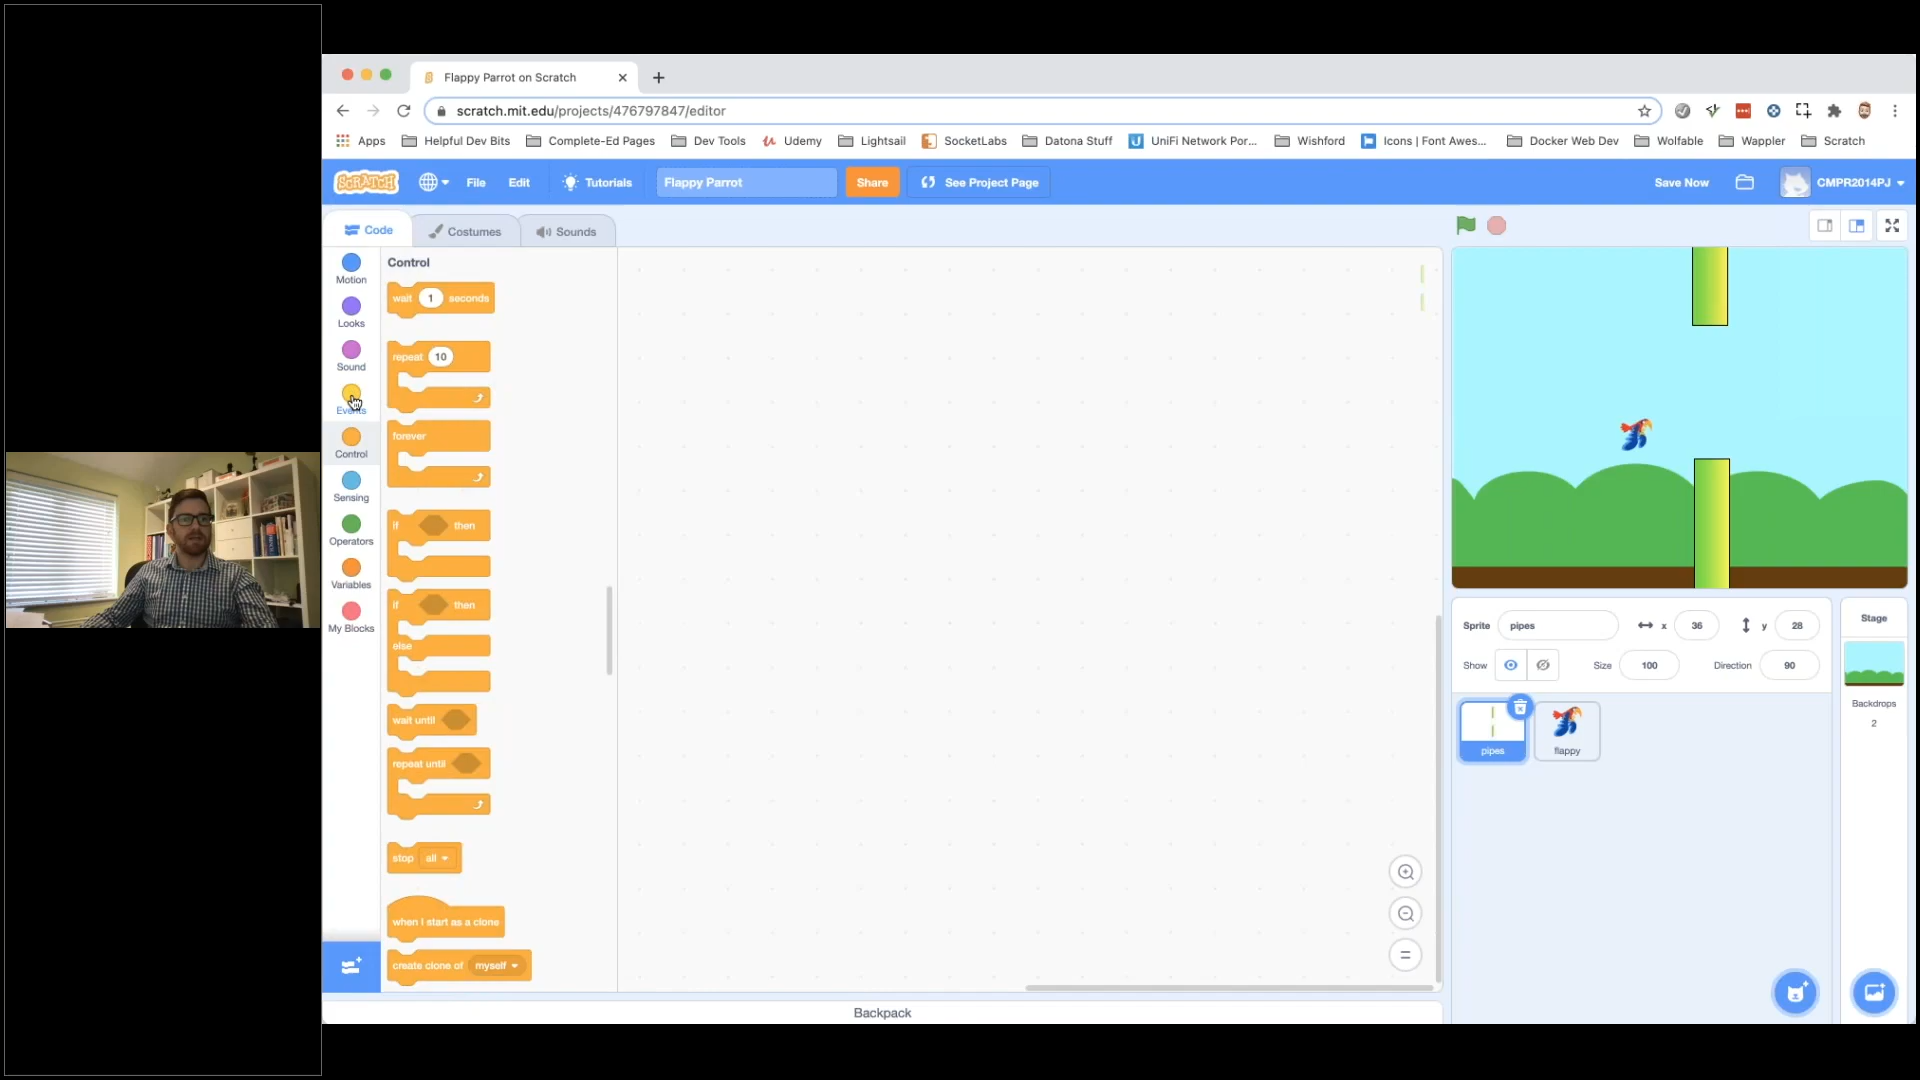 Flappy Parrot on Scratch
scratch.mit.edu/projects/476797847/editor
Apps Helpful Dev Bits Complete-Ed Pages Dev Tools Udemy Lightsail SocketLabs Datona Stuff UniFi Network Por... Wishford Icons | Font Awes... Docker Web Dev Wolfable Wappler Scratch
SCRATCH File Edit Tutorials Flappy Parrot Share See Project Page Save Now CMPR2014PJ
Code Costumes Sounds
Motion
Looks
Sound
Events
Control
Sensing
Operators
Variables
My Blocks
Control
wait 1 seconds
repeat 10
forever
if then
if then
else
wait until
repeat until
stop all
when I start as a clone
create clone of myself
Backpack
Sprite pipes x 36 y 28
Show Size 100 Direction 90
pipes
flappy
Stage
Backdrops
2